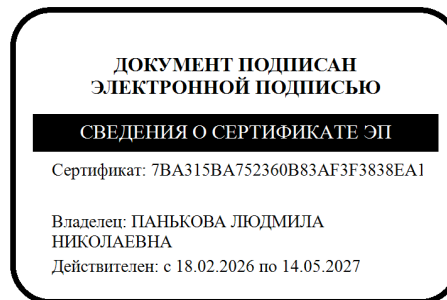 ДОКУМЕНТ ПОДПИСАН
ЭЛЕКТРОННОЙ ПОДПИСЬЮ
СВЕДЕНИЯ О СЕРТИФИКАТЕ ЭП
Сертификат: 7BA315BA752360B83AF3F3838EA1
Владелец: ПАНЬКОВА ЛЮДМИЛА
НИКОЛАЕВНА
Действителен: с 18.02.2026 по 14.05.2027